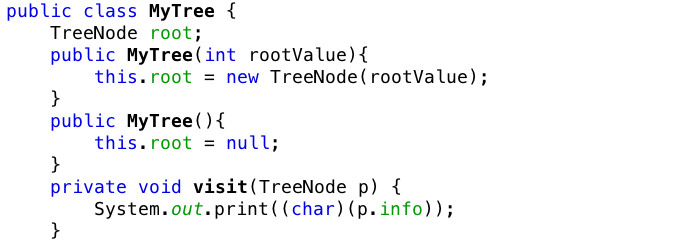 public class MyTree {
    TreeNode root;
    public MyTree(int rootValue){
        this.root = new TreeNode(rootValue);
    }
    public MyTree(){
        this.root = null;
    }
    private void visit(TreeNode p) {
        System.out.print((char)(p.info));
    }